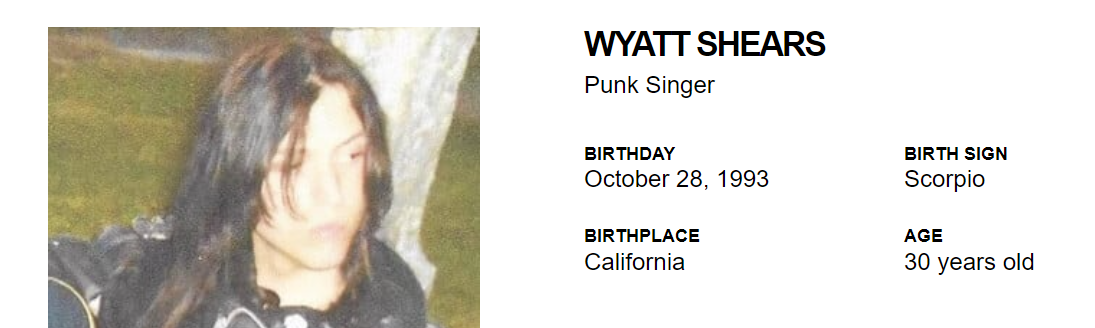 WYATT SHEARS
Punk Singer
BIRTHDAY
October 28, 1993
BIRTH SIGN
Scorpio
BIRTHPLACE
California
AGE
30 years old